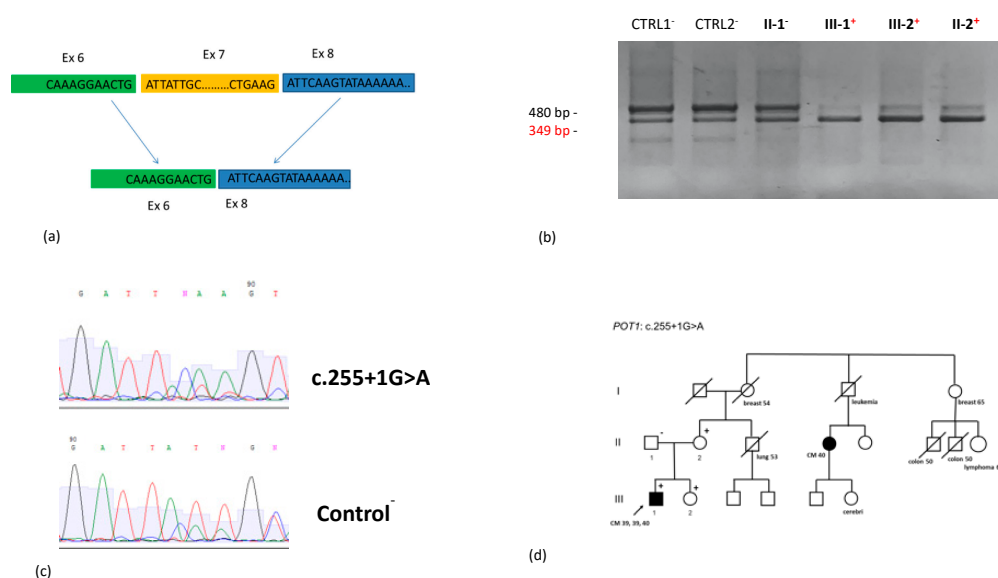 Ex 6
Ex 7
Ex 8
CAAAGGAACTG
ATTATTGC.........CTGAAG
ATTCAAGTATAAAAAA..
CAAAGGAACTG
ATTCAAGTATAAAAAA..
Ex 6
Ex 8
(a)
CTRL1-
CTRL2-
II-1-
III-1+
III-2+
II-2+
480 bp -
349 bp -
(b)
90
G A T T N A A G T
c.255+1G>A
90
G A T T A T N G N
Control-
(c)
POT1: c.255+1G>A
I
breast 54
leukemia
breast 65
II
-
1
+
2
lung 53
CM 40
colon 50
colon 50
lymphoma
III
+
1
+
2
CM 39, 39, 40
cerebri
(d)